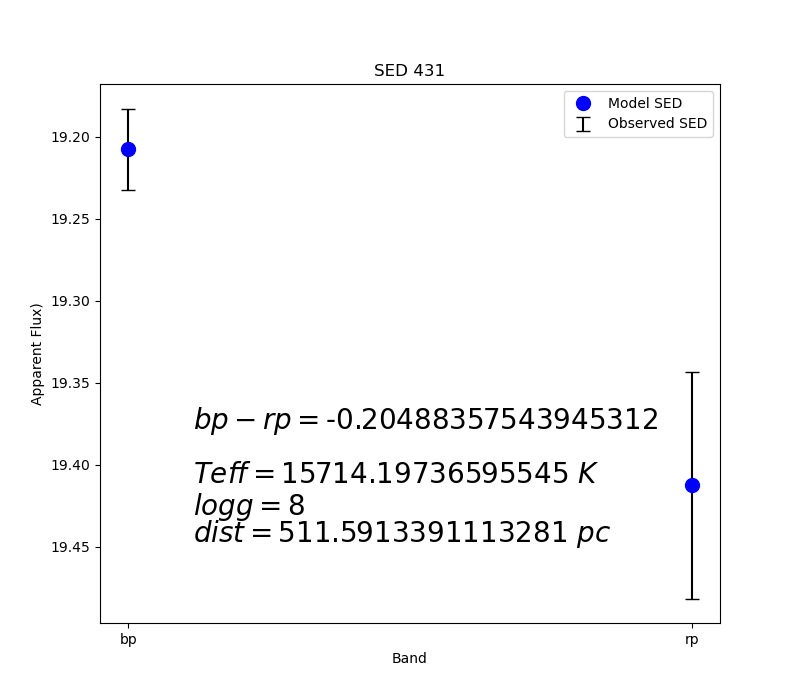 SED 431
Model SED
Observed SED
19.20
19.25
19.30
19.35
19.40
19.45
Apparent Flux)
bp − rp = -0.20488357543945312
Teff = 15714.19736595545 K
logg = 8
dist = 511.5913391113281 pc
bp
rp
Band